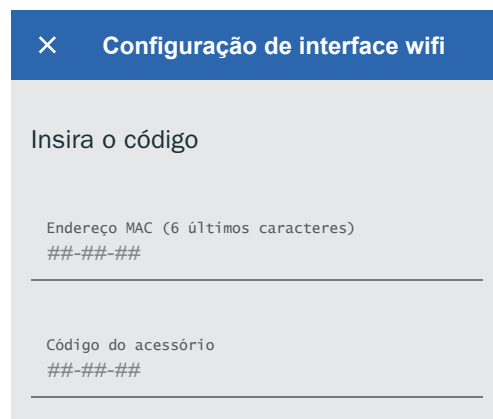 Configuração de interface wifi
Insira o código
Endereço MAC (6 últimos caracteres)
##-##-##
Código do acessório
##-##-##